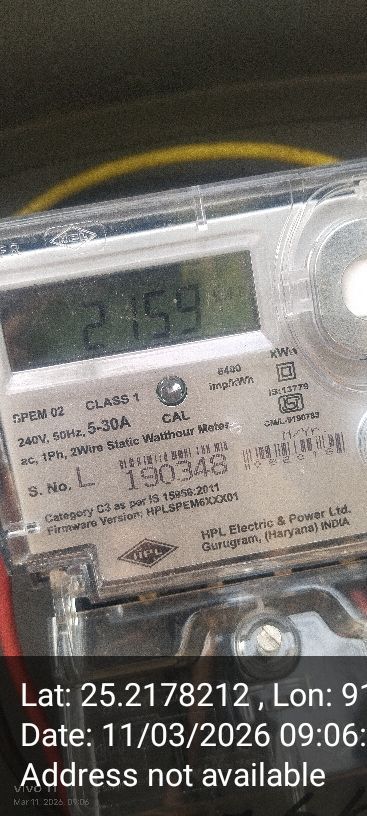 HPL
2159 kWh
SPEM 02 CLASS 1 CAL 6400 imp/kWh KWH
240V, 50Hz, 5-30A IS:13779
ac, 1Ph, 2Wire Static Watthour Meter
S. No. L 190348
Category C3 as per IS 15959:2011
Firmware Version: HPLSPEM6XXX01
HPL
HPL Electric & Power Ltd.
Gurugram, (Haryana) INDIA
Lat: 25.2178212 , Lon: 91
Date: 11/03/2026 09:06:
Address not available
vivo
Mar 11, 2026, 09:06